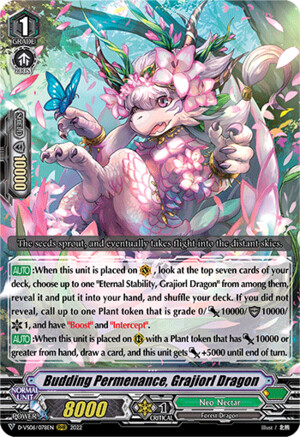 1
GRADE
BOOST
10000
The seeds sprout, and eventually takes flight into the distant skies.
AUTO :When this unit is placed on , look at the top seven cards of your
deck, choose up to one "Eternal Stability, Grajiorl Dragon" from among them,
reveal it and put it into your hand, and shuffle your deck. If you did not
reveal, call up to one Plant token that is grade 0/ 10000/ 10000/
1, and have "Boost" and "Intercept".
AUTO :When this unit is placed on with a Plant token that has 10000 or
greater from hand, draw a card, and this unit gets +5000 until end of turn.
Budding Permenance, Grajiorl Dragon
NORMAL
UNIT
Neo Nectar
Forest Dragon
POWER
8000
1
CRITICAL
D-VS06/078EN 2022
Illust /